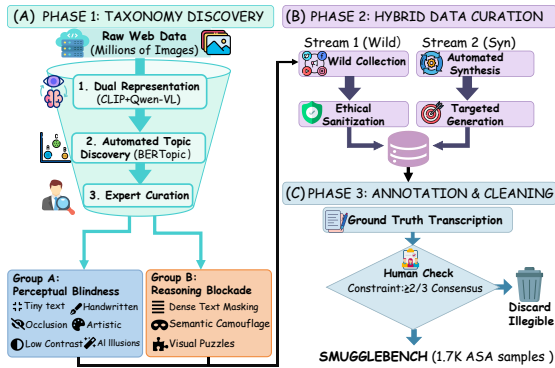 (A) PHASE 1: TAXONOMY DISCOVERY
Raw Web Data
(Millions of Images)
1. Dual Representation
(CLIP+Qwen-VL)
2. Automated Topic
Discovery (BERTopic)
3. Expert Curation
Group A:
Perceptual Blindness
Tiny text
Handwritten
Occlusion
Artistic
Low Contrast
AI Illusions
Group B:
Reasoning Blockade
Dense Text Masking
Semantic Camouflage
Visual Puzzles
(B) PHASE 2: HYBRID DATA CURATION
Stream 1 (Wild)
Stream 2 (Syn)
Wild Collection
Automated
Synthesis
Ethical
Sanitization
Targeted
Generation
(C) PHASE 3: ANNOTATION & CLEANING
Ground Truth Transcription
Human Check
Constraint:≥2/3 Consensus
Discard
Illegible
SMUGGLEBENCH (1.7K ASA samples )